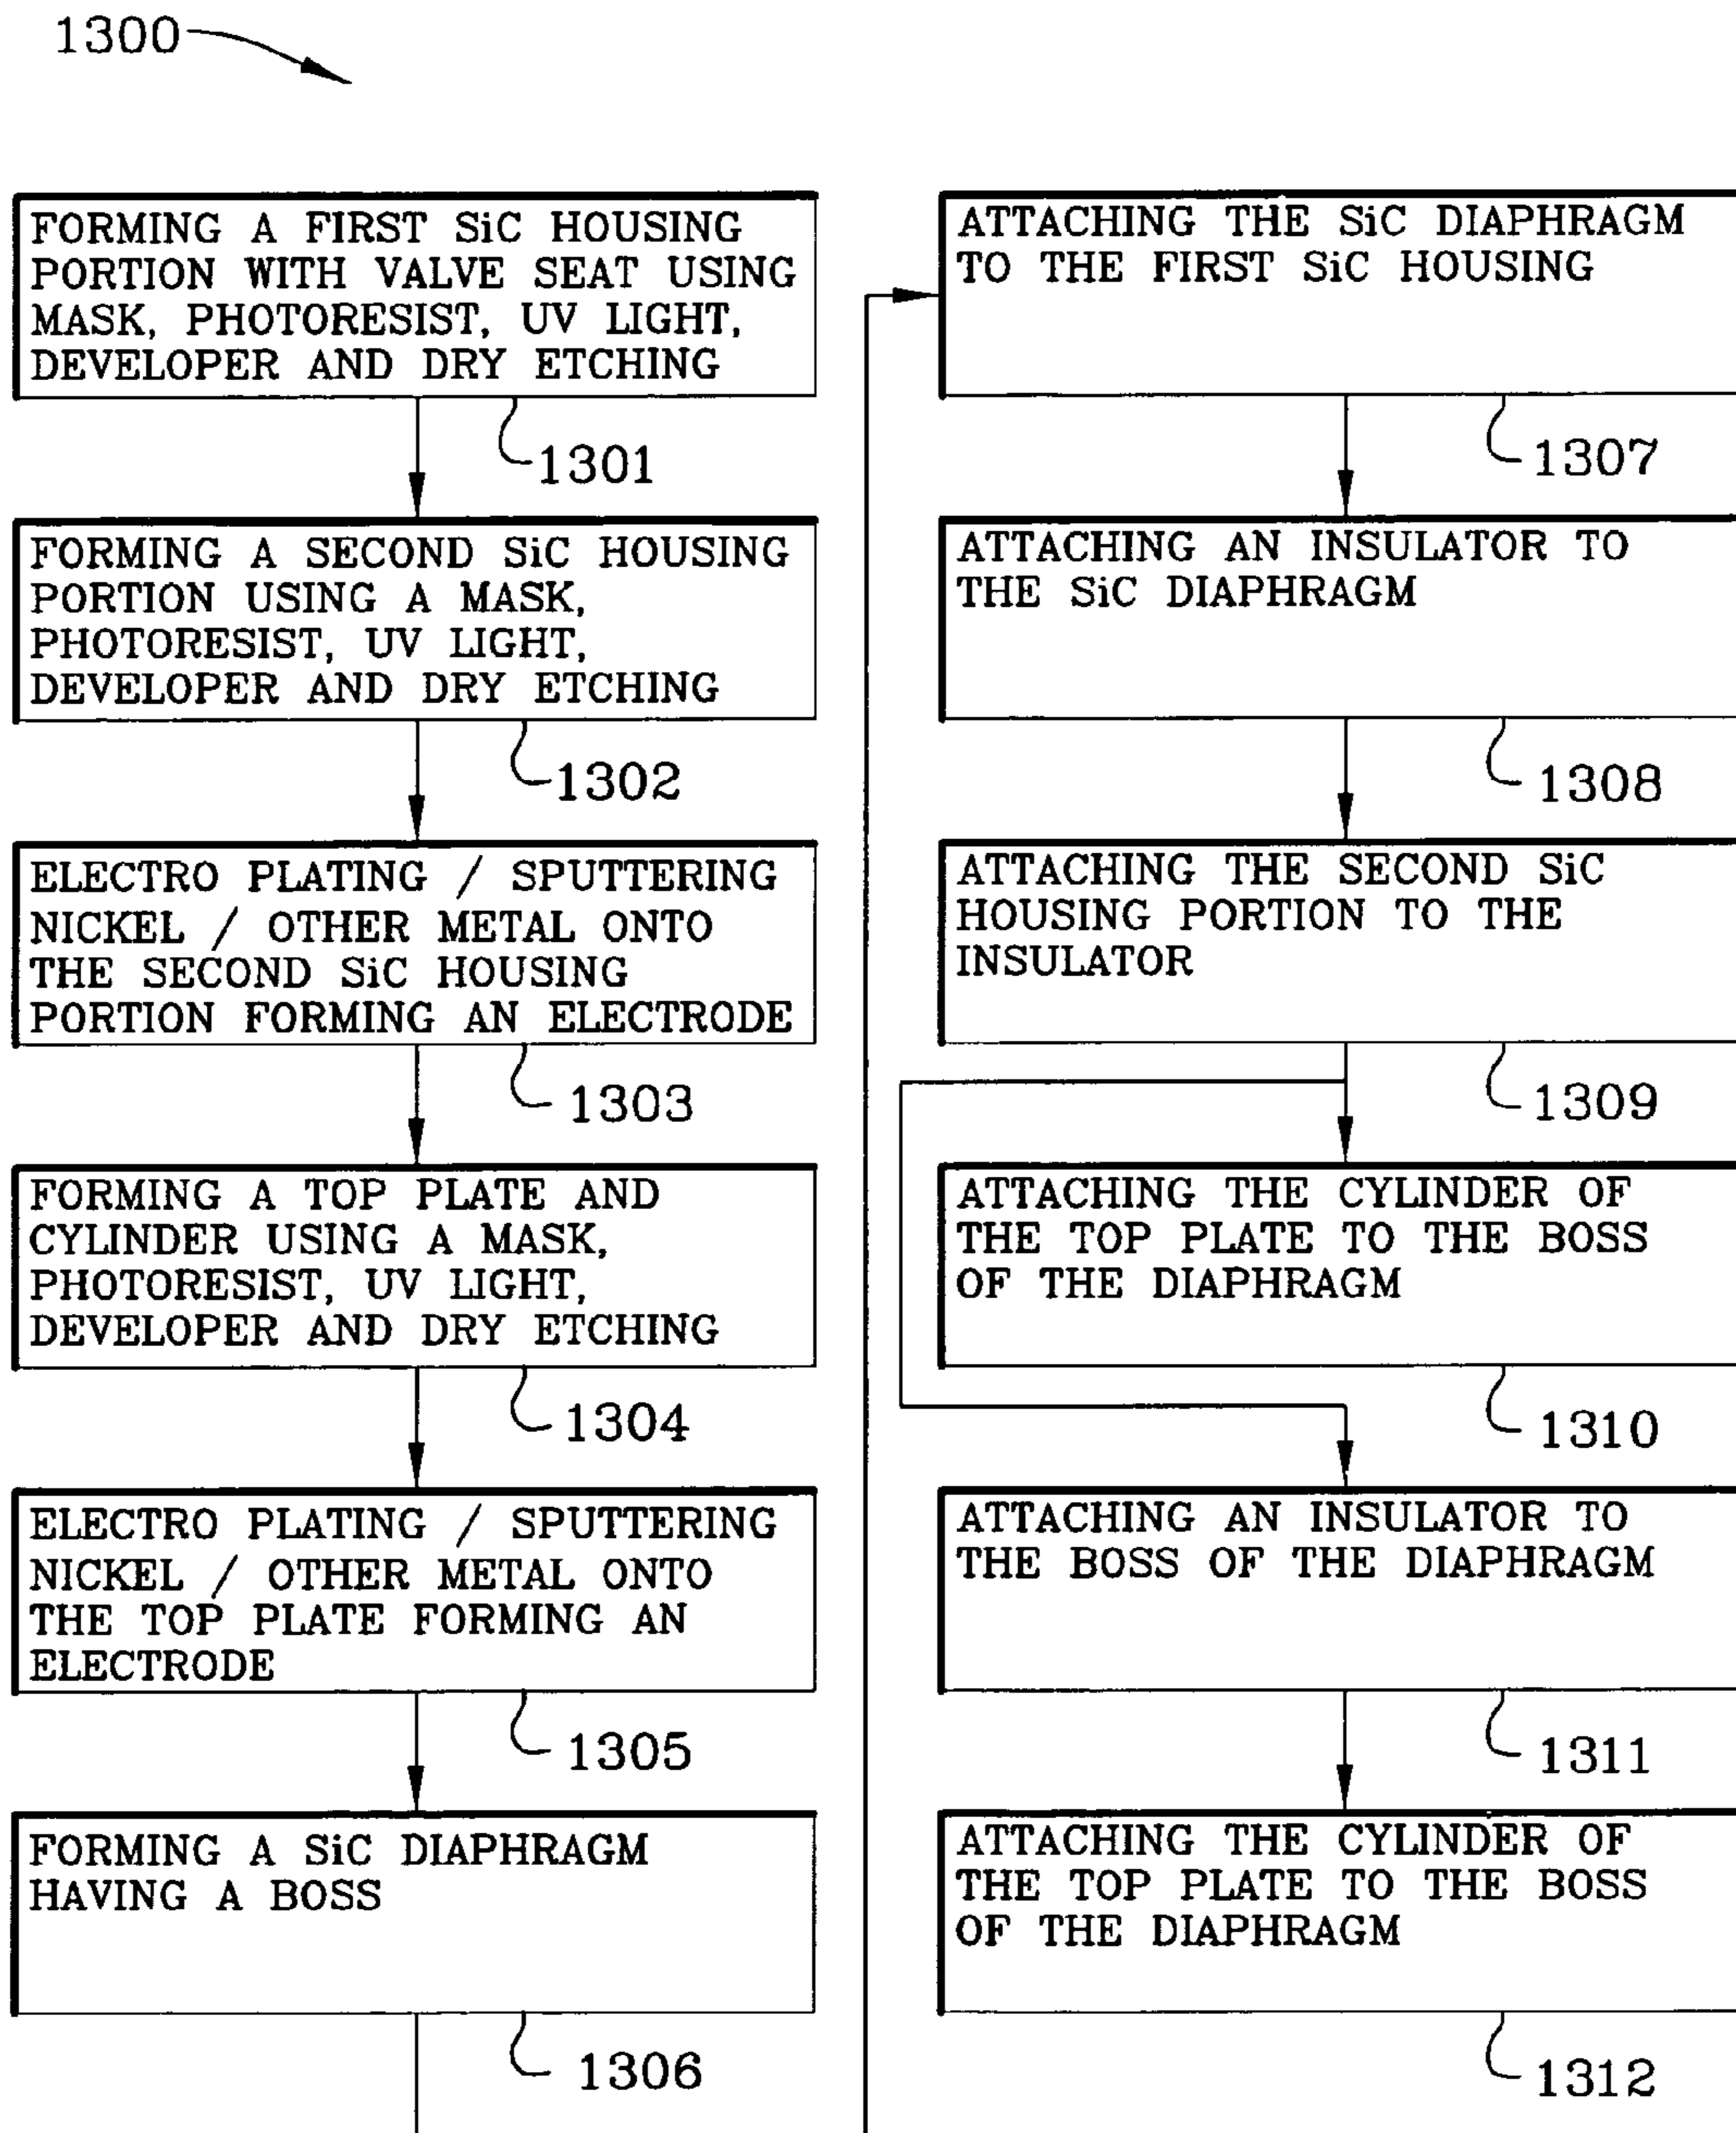 1300
FORMING A FIRST SiC HOUSING
PORTION WITH VALVE SEAT USING
MASK, PHOTORESIST, UV LIGHT,
DEVELOPER AND DRY ETCHING
1301
FORMING A SECOND SiC HOUSING
PORTION USING A MASK,
PHOTORESIST, UV LIGHT,
DEVELOPER AND DRY ETCHING
1302
ELECTRO PLATING / SPUTTERING
NICKEL / OTHER METAL ONTO
THE SECOND SiC HOUSING
PORTION FORMING AN ELECTRODE
1303
FORMING A TOP PLATE AND
CYLINDER USING A MASK,
PHOTORESIST, UV LIGHT,
DEVELOPER AND DRY ETCHING
1304
ELECTRO PLATING / SPUTTERING
NICKEL / OTHER METAL ONTO
THE TOP PLATE FORMING AN
ELECTRODE
1305
FORMING A SiC DIAPHRAGM
HAVING A BOSS
1306
ATTACHING THE SiC DIAPHRAGM
TO THE FIRST SiC HOUSING
1307
ATTACHING AN INSULATOR TO
THE SiC DIAPHRAGM
1308
ATTACHING THE SECOND SiC
HOUSING PORTION TO THE
INSULATOR
1309
ATTACHING THE CYLINDER OF
THE TOP PLATE TO THE BOSS
OF THE DIAPHRAGM
1310
ATTACHING AN INSULATOR TO
THE BOSS OF THE DIAPHRAGM
1311
ATTACHING THE CYLINDER OF
THE TOP PLATE TO THE BOSS
OF THE DIAPHRAGM
1312